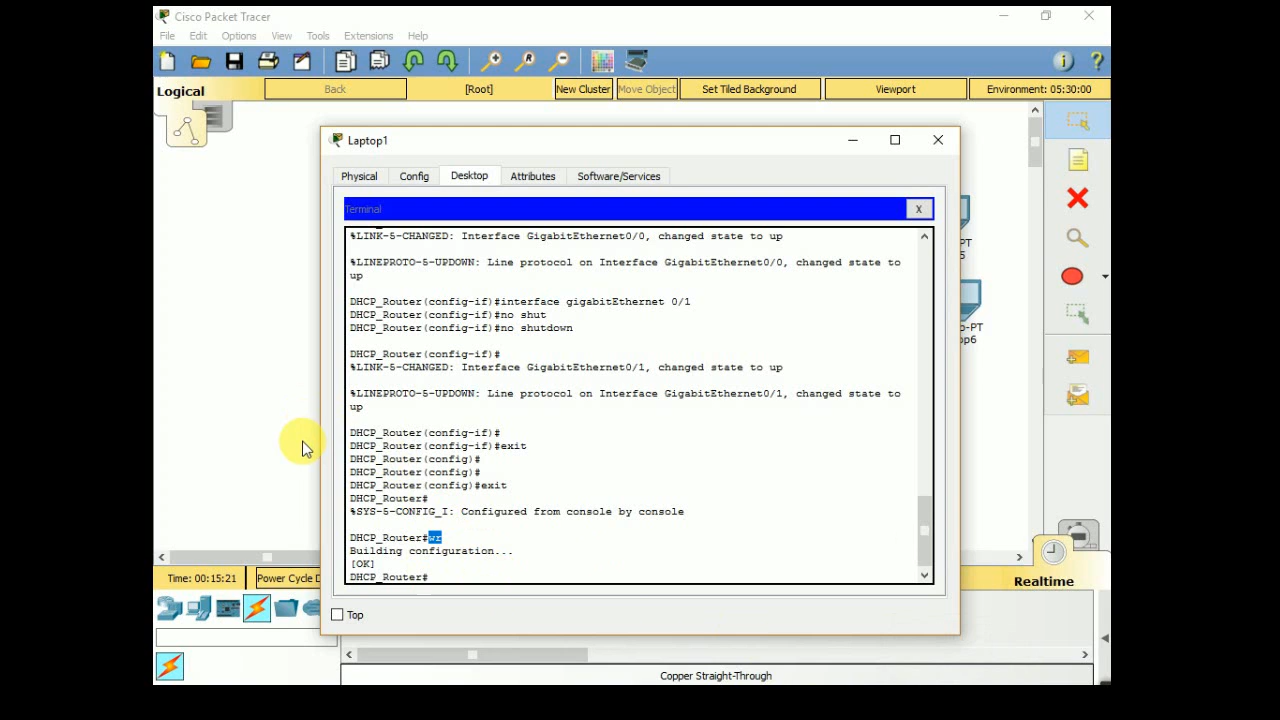 Cisco Packet Tracer
File Edit Options View Tools Extensions Help
Logical Back [Root] New Cluster Move Object Set Tiled Background Viewport Environment: 05:30:00
Laptop1
Physical Config Desktop Attributes Software/Services
Terminal X
%LINK-5-CHANGED: Interface GigabitEthernet0/0, changed state to up
%LINEPROTO-5-UPDOWN: Line protocol on Interface GigabitEthernet0/0, changed state to
up
DHCP_Router(config-if)#interface gigabitEthernet 0/1
DHCP_Router(config-if)#no shut
DHCP_Router(config-if)#no shutdown
DHCP_Router(config-if)#
%LINK-5-CHANGED: Interface GigabitEthernet0/1, changed state to up
%LINEPROTO-5-UPDOWN: Line protocol on Interface GigabitEthernet0/1, changed state to
up
DHCP_Router(config-if)#
DHCP_Router(config-if)#exit
DHCP_Router(config)#
DHCP_Router(config)#
DHCP_Router(config)#exit
DHCP_Router#
%SYS-5-CONFIG_I: Configured from console by console
DHCP_Router#wr
Building configuration...
[OK]
DHCP_Router#
Top
-PT
5
o-PT
op6
Time: 00:15:21 Power Cycle D
Realtime
Copper Straight-Through